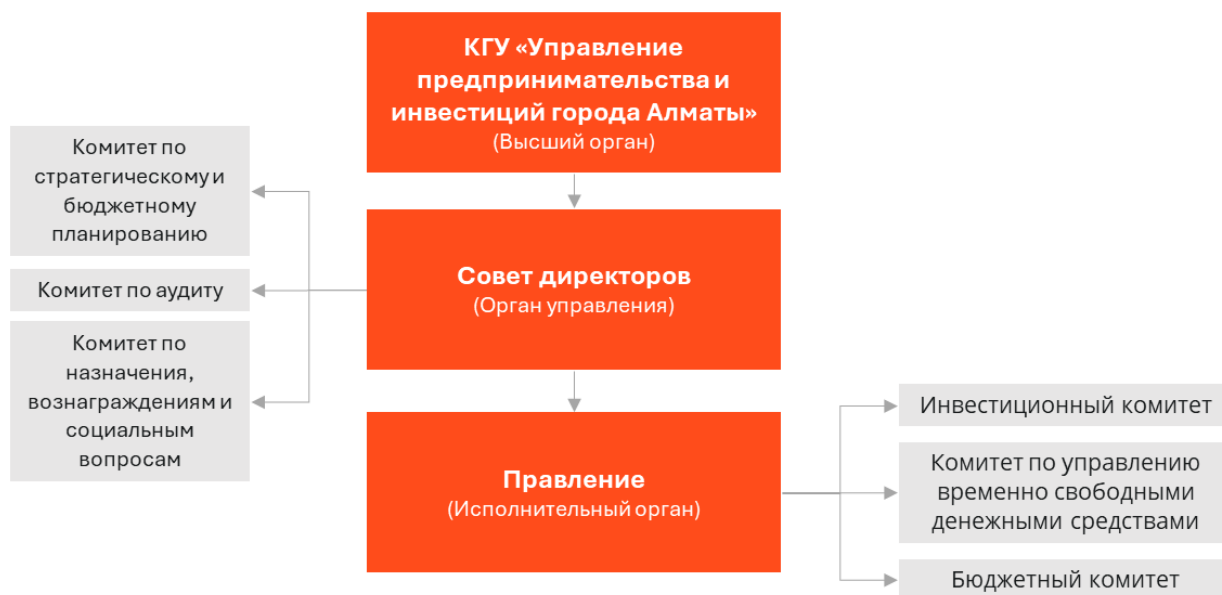 КГУ «Управление
предпринимательства и
инвестиций города Алматы»
(Высший орган)
Комитет по
стратегическому и
бюджетному
планированию
Совет директоров
(Орган управления)
Комитет по аудиту
Комитет по
назначения,
вознаграждениям и
социальным
вопросам
Правление
(Исполнительный орган)
Инвестиционный комитет
Комитет по управлению
временно свободными
денежными средствами
Бюджетный комитет